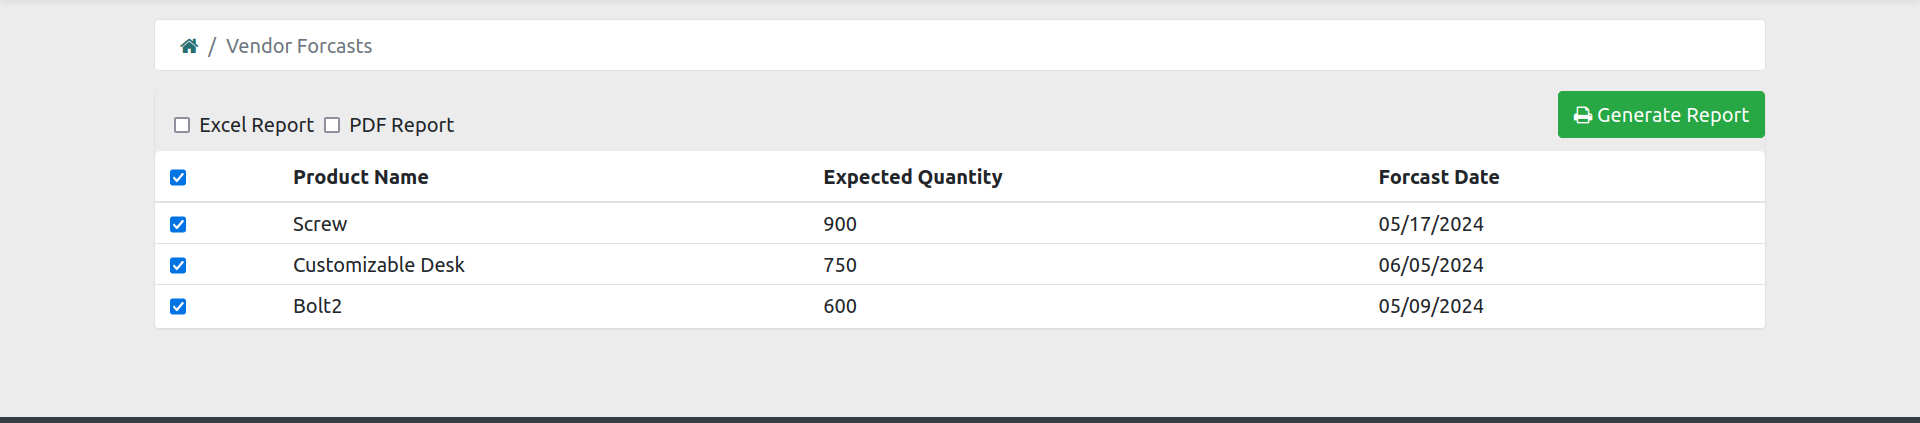 / Vendor Forcasts
Excel Report PDF Report Generate Report
Product Name Expected Quantity Forcast Date
Screw 900 05/17/2024
Customizable Desk 750 06/05/2024
Bolt2 600 05/09/2024